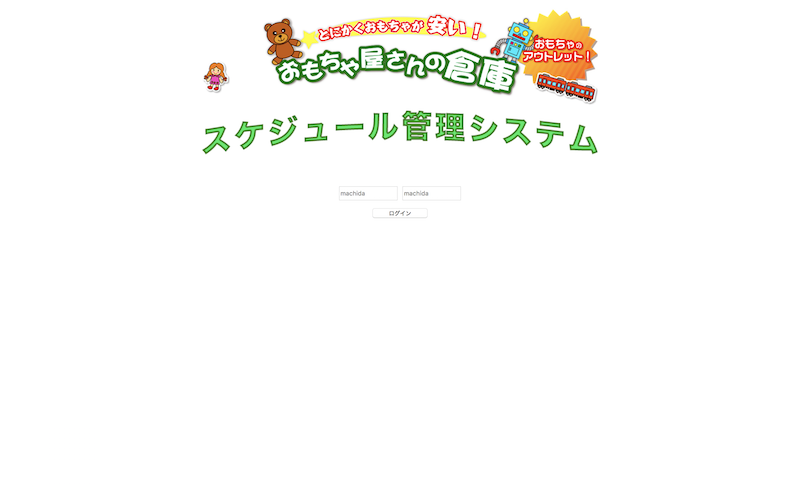 とにかくおもちゃが安い！
おもちゃ屋さんの倉庫
おもちゃの
アウトレット！
スケジュール管理システム
machida machida
ログイン